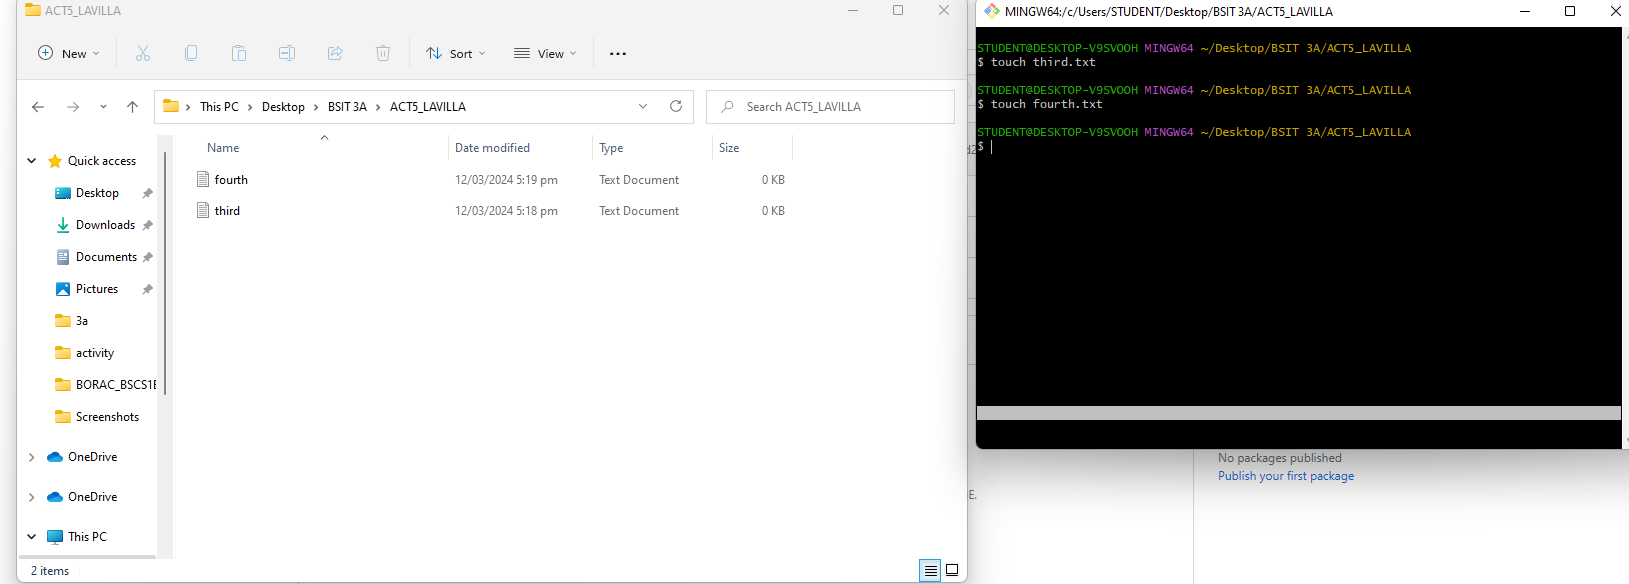 ACT5_LAVILLA
New
Sort
View
This PC > Desktop > BSIT 3A > ACT5_LAVILLA
Search ACT5_LAVILLA
Name Date modified Type Size
fourth 12/03/2024 5:19 pm Text Document 0 KB
third 12/03/2024 5:18 pm Text Document 0 KB
Quick access
Desktop
Downloads
Documents
Pictures
3a
activity
BORAC_BSCS1
Screenshots
OneDrive
OneDrive
This PC
2 items
MINGW64:/c/Users/STUDENT/Desktop/BSIT 3A/ACT5_LAVILLA
STUDENT@DESKTOP-V9SVOOH MINGW64 ~/Desktop/BSIT 3A/ACT5_LAVILLA
$ touch third.txt
STUDENT@DESKTOP-V9SVOOH MINGW64 ~/Desktop/BSIT 3A/ACT5_LAVILLA
$ touch fourth.txt
STUDENT@DESKTOP-V9SVOOH MINGW64 ~/Desktop/BSIT 3A/ACT5_LAVILLA
$
d2
E.
No packages published
Publish your first package